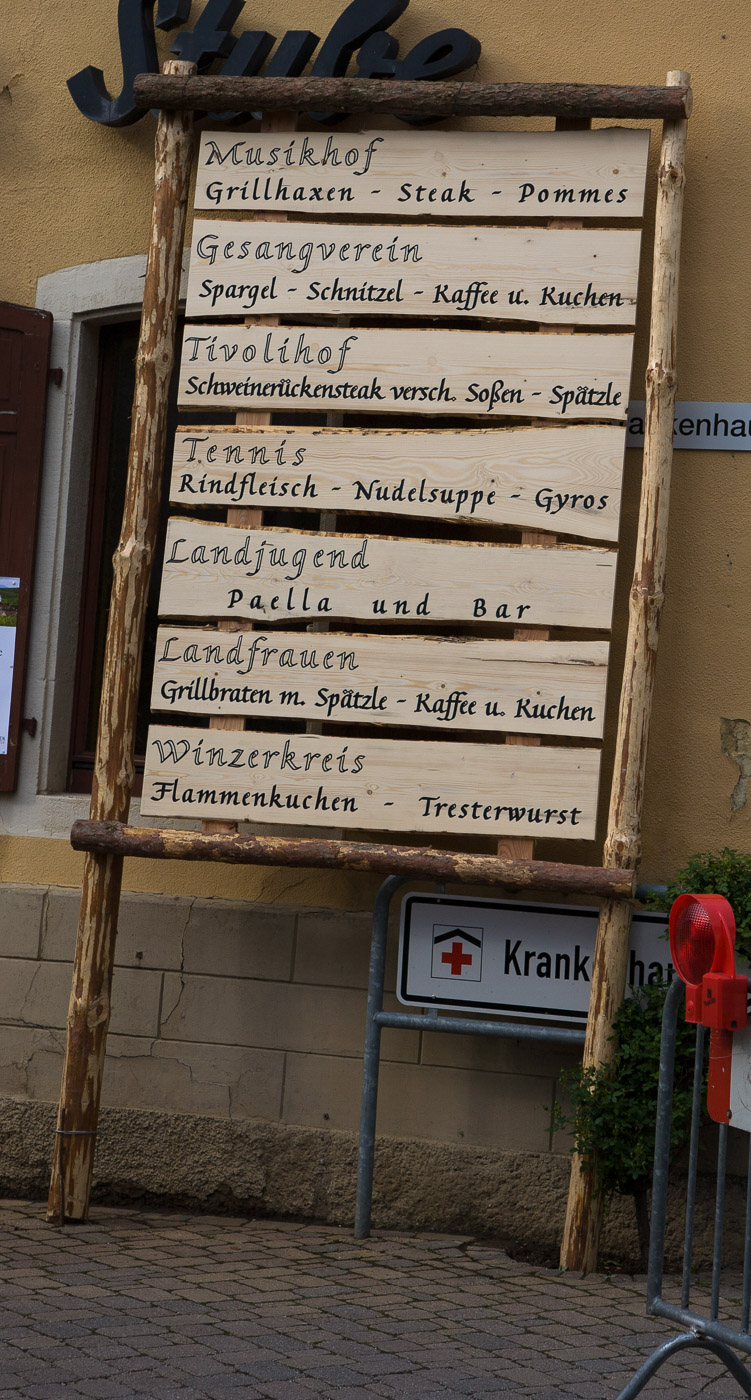 Stube
Musikhof
Grillhaxen - Steak - Pommes
Gesangverein
Spargel - Schnitzel - Kaffee u. Kuchen
Tivolihof
Schweinerückensteak versch. Soßen - Spätzle
Tennis
Rindfleisch - Nudelsuppe - Gyros
Landjugend
Paella und Bar
Landfrauen
Grillbraten m. Spätzle - Kaffee u. Kuchen
Winzerkreis
Flammenkuchen - Tresterwurst